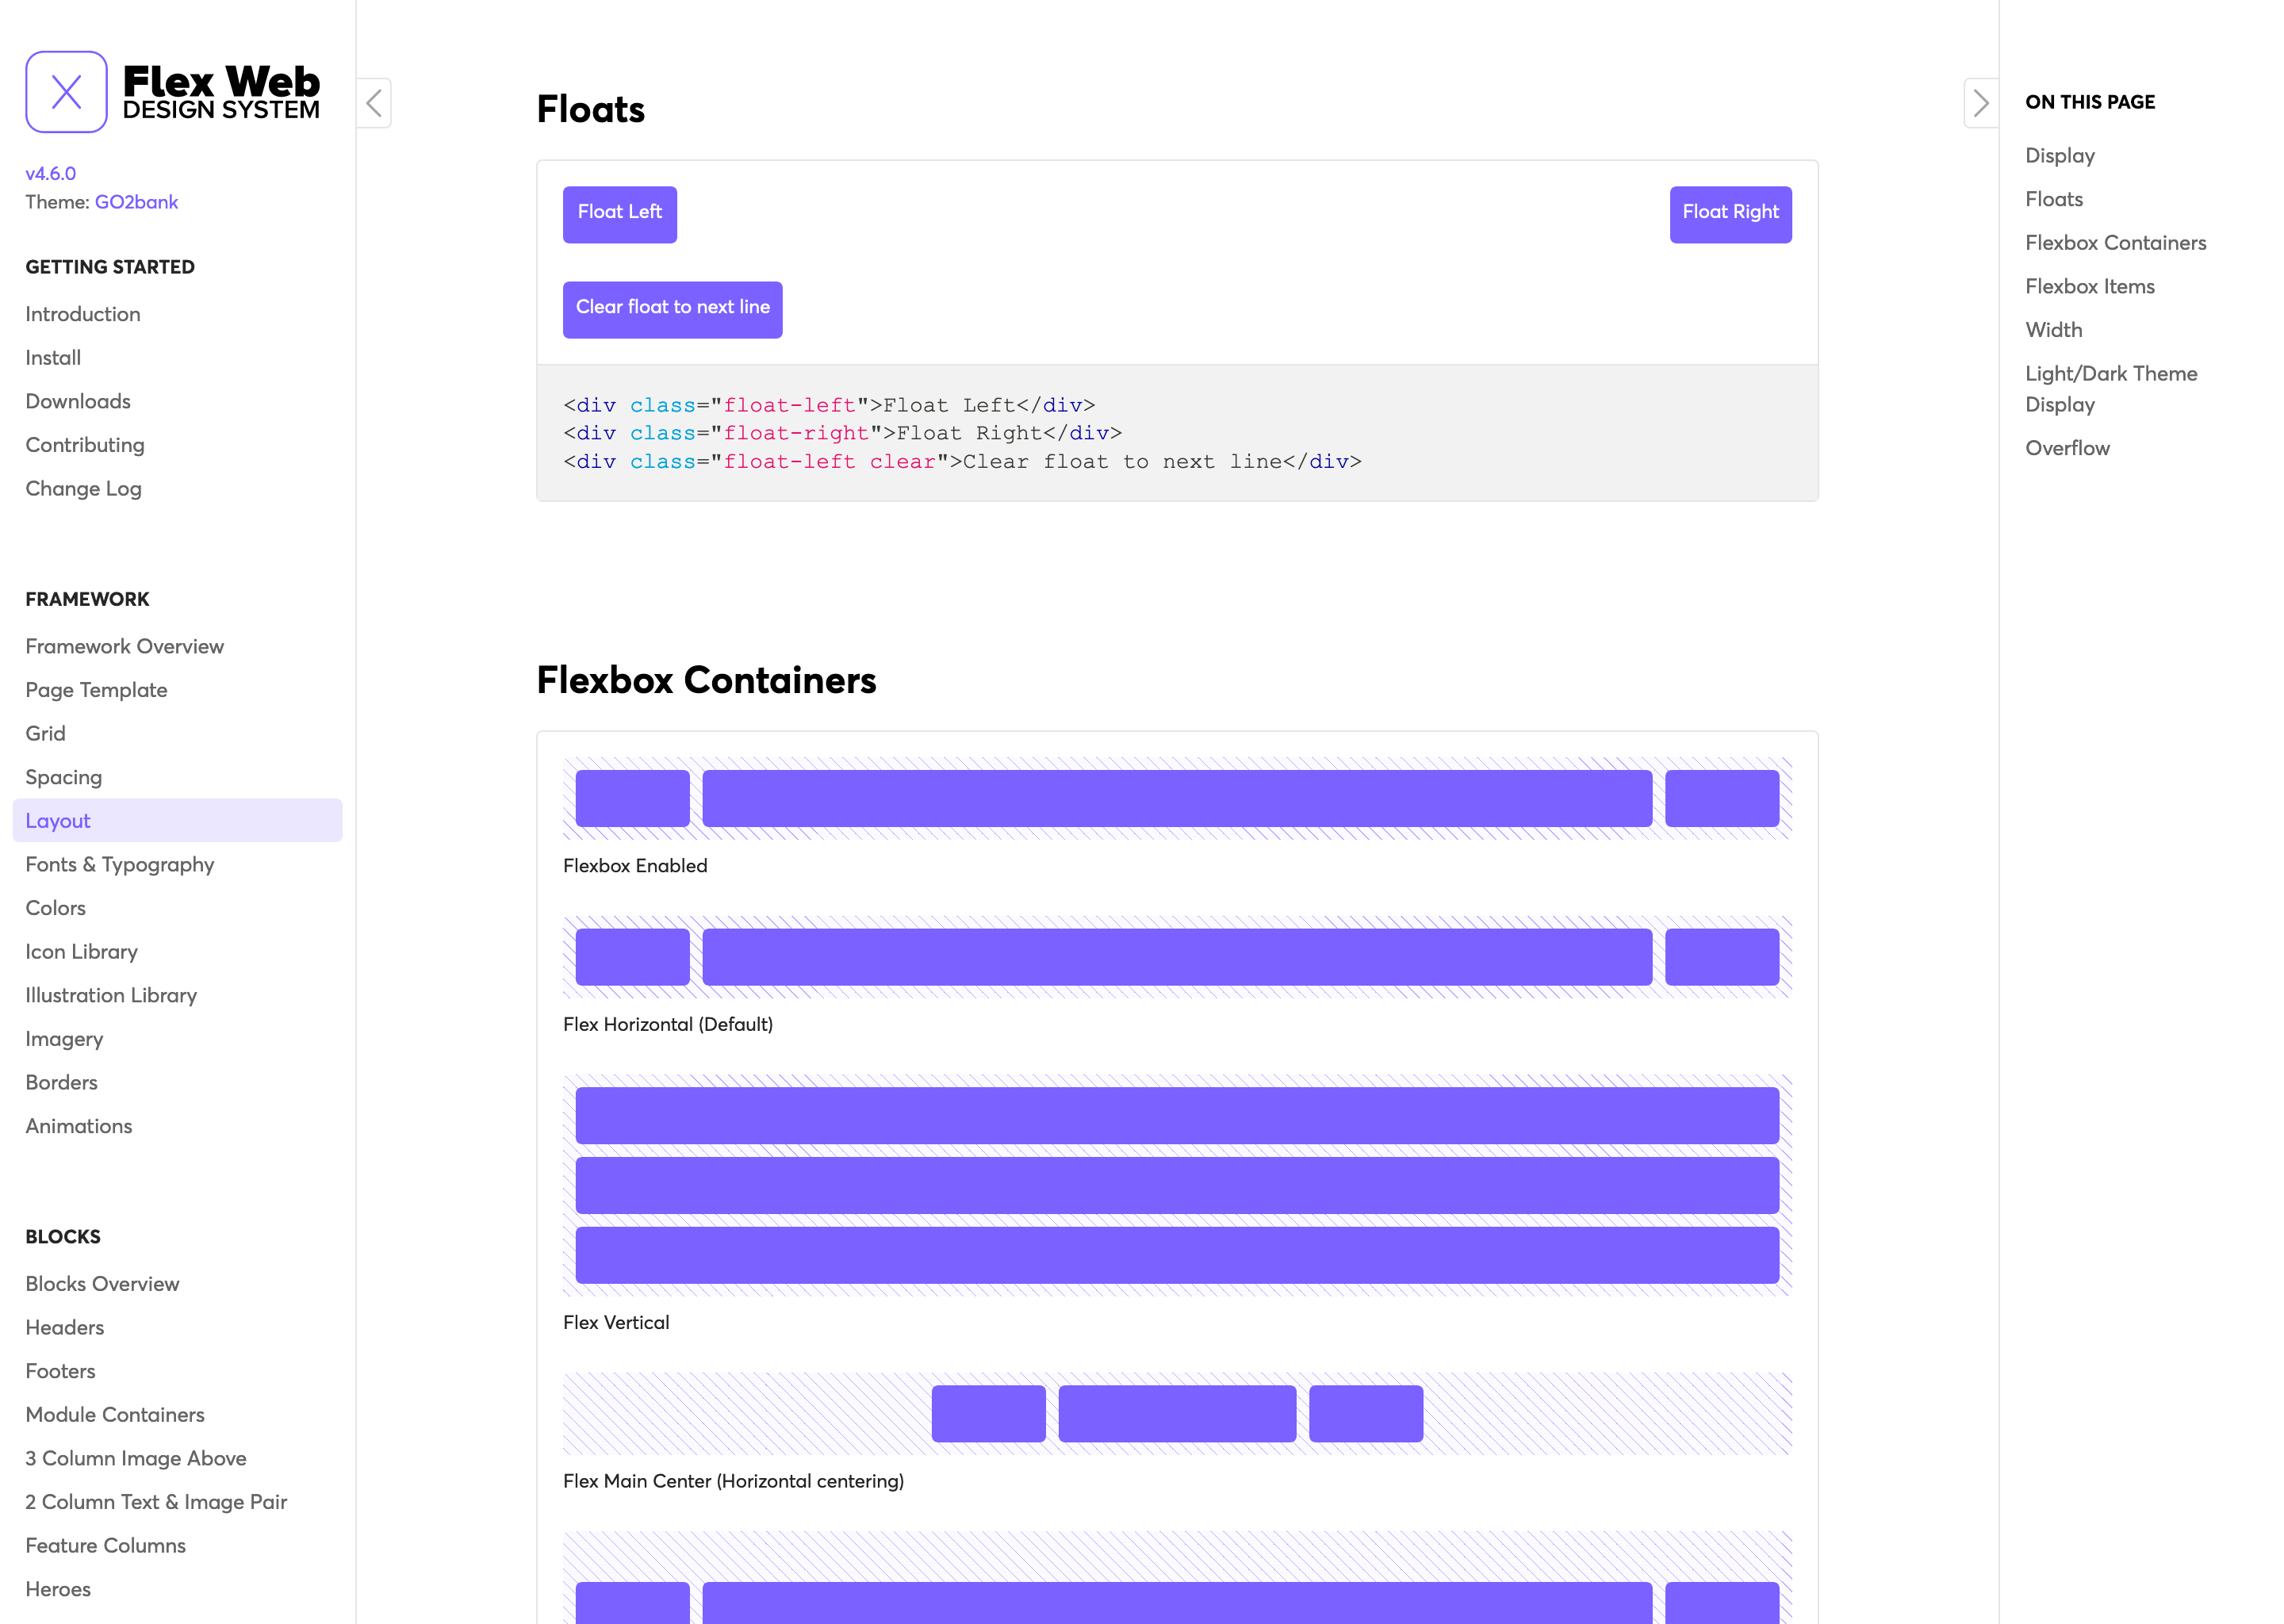 Flex Web
DESIGN SYSTEM
v4.6.0
Theme: GO2bank
GETTING STARTED
Introduction
Install
Downloads
Contributing
Change Log
FRAMEWORK
Framework Overview
Page Template
Grid
Spacing
Layout
Fonts & Typography
Colors
Icon Library
Illustration Library
Imagery
Borders
Animations
BLOCKS
Blocks Overview
Headers
Footers
Module Containers
3 Column Image Above
2 Column Text & Image Pair
Feature Columns
Heroes
Floats
Float Left
Float Right
Clear float to next line
<div class="float-left">Float Left</div>
<div class="float-right">Float Right</div>
<div class="float-left clear">Clear float to next line</div>
Flexbox Containers
Flexbox Enabled
Flex Horizontal (Default)
Flex Vertical
Flex Main Center (Horizontal centering)
ON THIS PAGE
Display
Floats
Flexbox Containers
Flexbox Items
Width
Light/Dark Theme
Display
Overflow